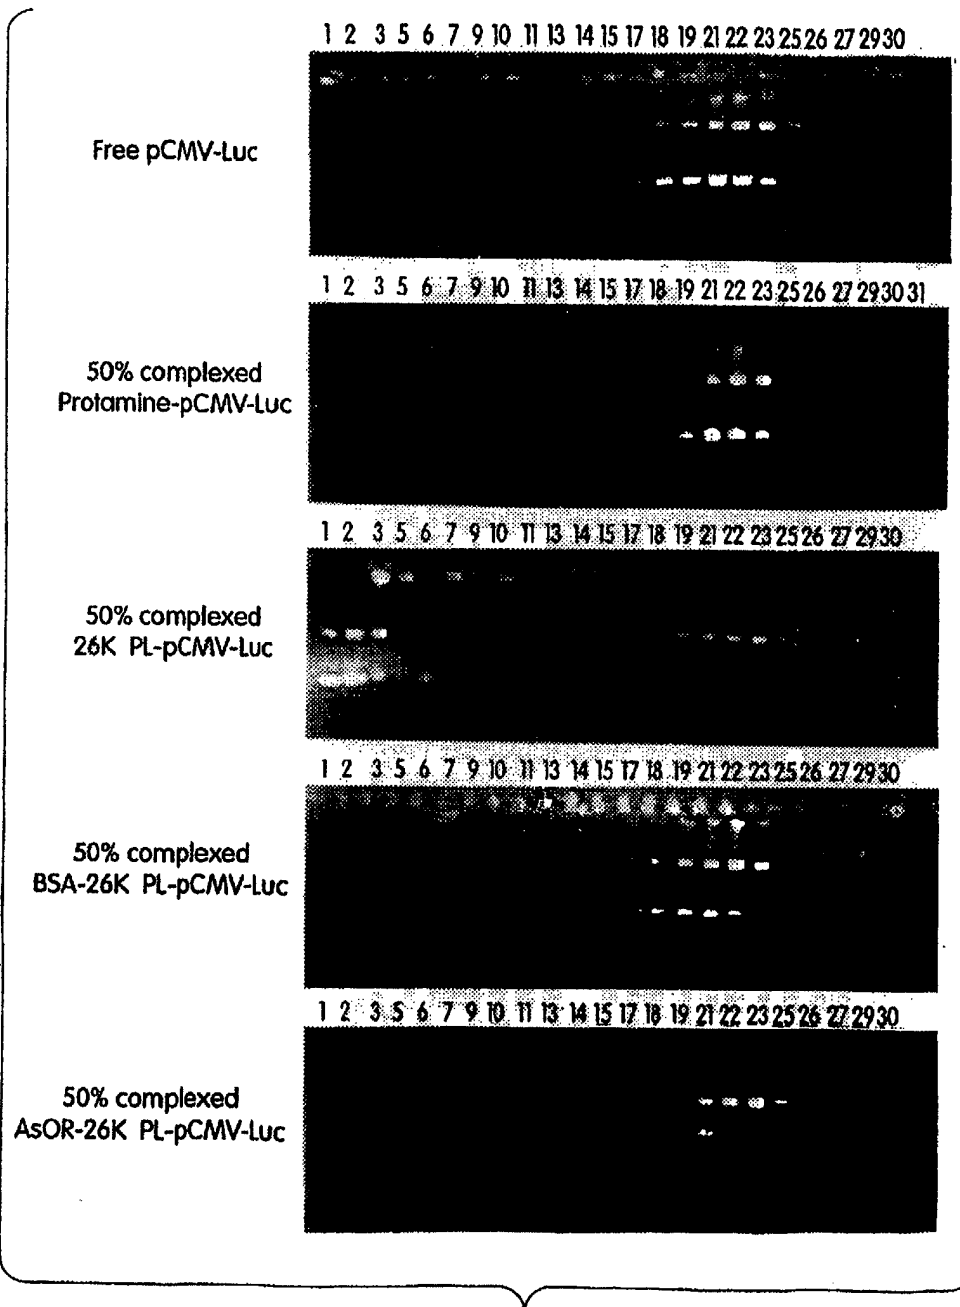 1 2 3 5 6 7 9 10 11 13 14 15 17 18 19 21 22 23 25 26 27 29 30
Free pCMV-Luc
1 2 3 5 6 7 9 10 11 13 14 15 17 18 19 21 22 23 25 26 27 29 30 31
50% complexed
Protamine-pCMV-Luc
1 2 3 5 6 7 9 10 11 13 14 15 17 18 19 21 22 23 25 26 27 29 30
50% complexed
26K PL-pCMV-Luc
1 2 3 5 6 7 9 10 11 13 14 15 17 18 19 21 22 23 25 26 27 29 30
50% complexed
BSA-26K PL-pCMV-Luc
1 2 3 5 6 7 9 10 11 13 14 15 17 18 19 21 22 23 25 26 27 29 30
50% complexed
AsOR-26K PL-pCMV-Luc